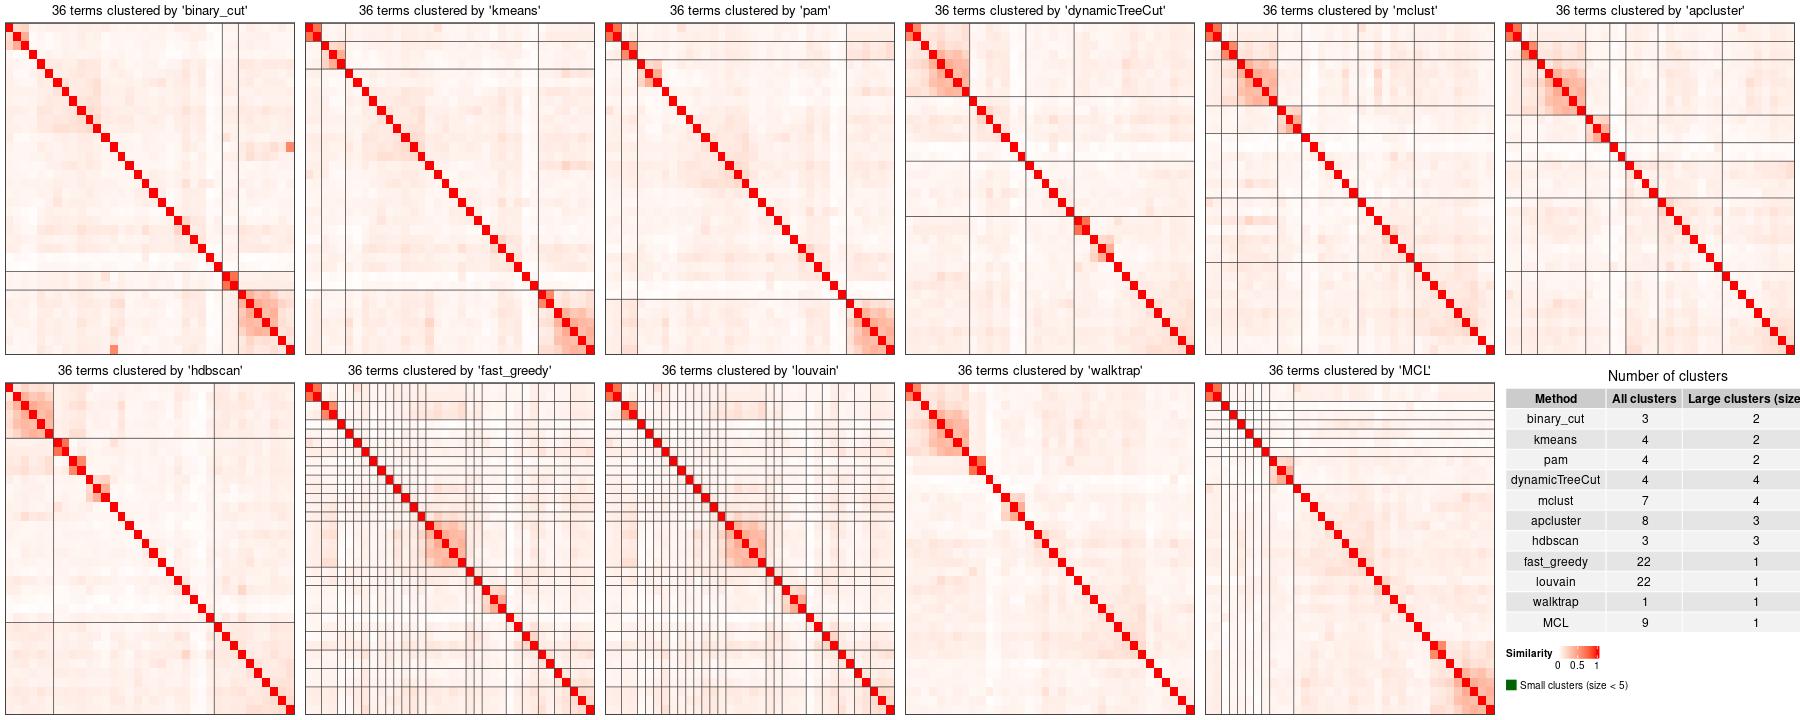 36 terms clustered by 'binary_cut'
36 terms clustered by 'kmeans'
36 terms clustered by 'pam'
36 terms clustered by 'dynamicTreeCut'
36 terms clustered by 'mclust'
36 terms clustered by 'apcluster'
36 terms clustered by 'hdbscan'
36 terms clustered by 'fast_greedy'
36 terms clustered by 'louvain'
36 terms clustered by 'walktrap'
36 terms clustered by 'MCL'
Number of clusters
Method All clusters Large clusters (size
binary_cut 3 2
kmeans 4 2
pam 4 2
dynamicTreeCut 4 4
mclust 7 4
apcluster 8 3
hdbscan 3 3
fast_greedy 22 1
louvain 22 1
walktrap 1 1
MCL 9 1
Similarity
0 0.5 1
Small clusters (size < 5)